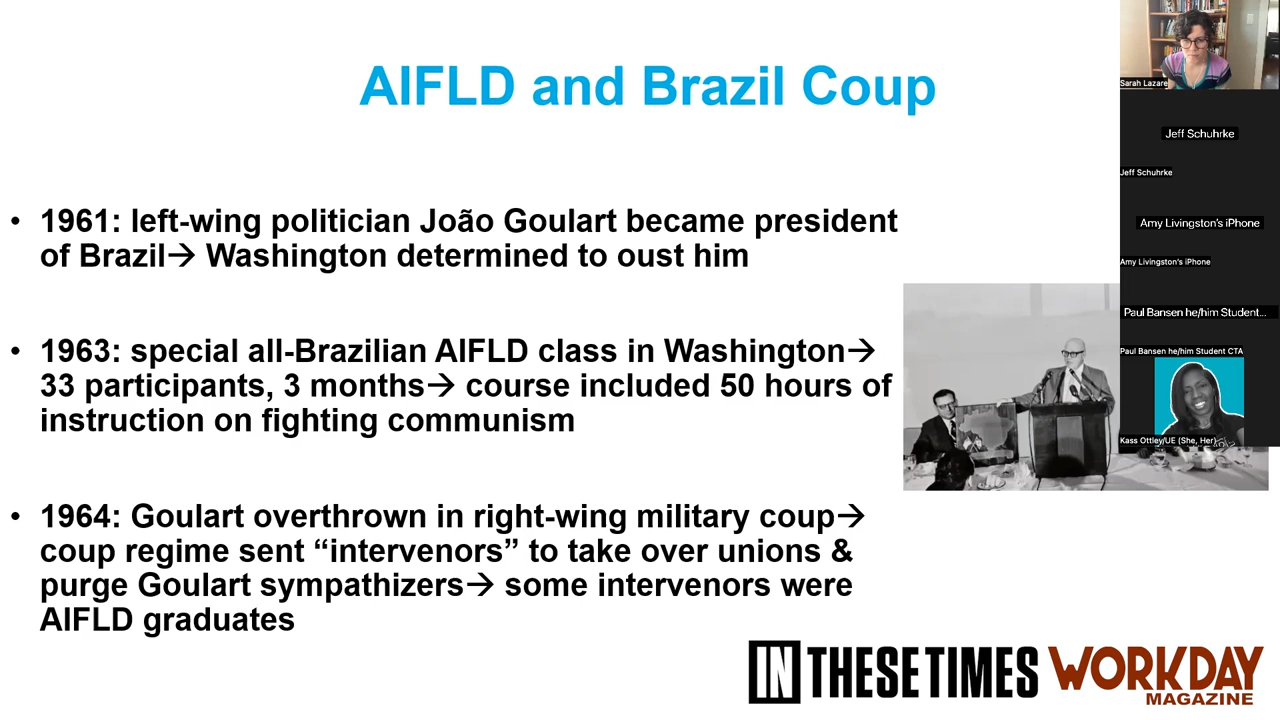 AIFLD and Brazil Coup
• 1961: left-wing politician João Goulart became president
of Brazil→ Washington determined to oust him
• 1963: special all-Brazilian AIFLD class in Washington→
33 participants, 3 months→ course included 50 hours of
instruction on fighting communism
• 1964: Goulart overthrown in right-wing military coup→
coup regime sent “intervenors” to take over unions &
purge Goulart sympathizers→ some intervenors were
AIFLD graduates
Sarah Lazare
Jeff Schuhrke
Jeff Schuhrke
Amy Livingston's iPhone
Amy Livingston's iPhone
Paul Bansen he/him Student...
Paul Bansen he/him Student CTA
Kass Ottley/UE (She, Her)
IN THESE TIMES
WORKDAY
MAGAZINE